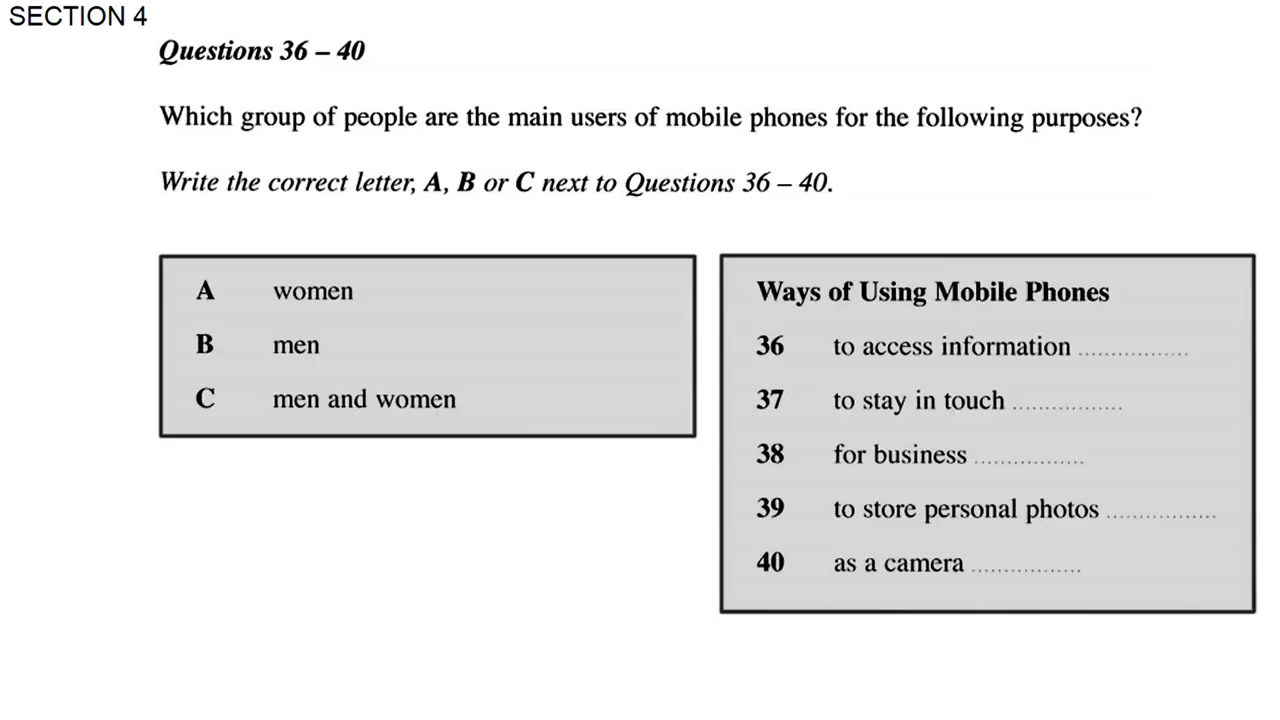 SECTION 4
Questions 36 – 40
Which group of people are the main users of mobile phones for the following purposes?
Write the correct letter, A, B or C next to Questions 36 – 40.
A women
B men
C men and women
Ways of Using Mobile Phones
36 to access information .................
37 to stay in touch .................
38 for business .................
39 to store personal photos .................
40 as a camera .................